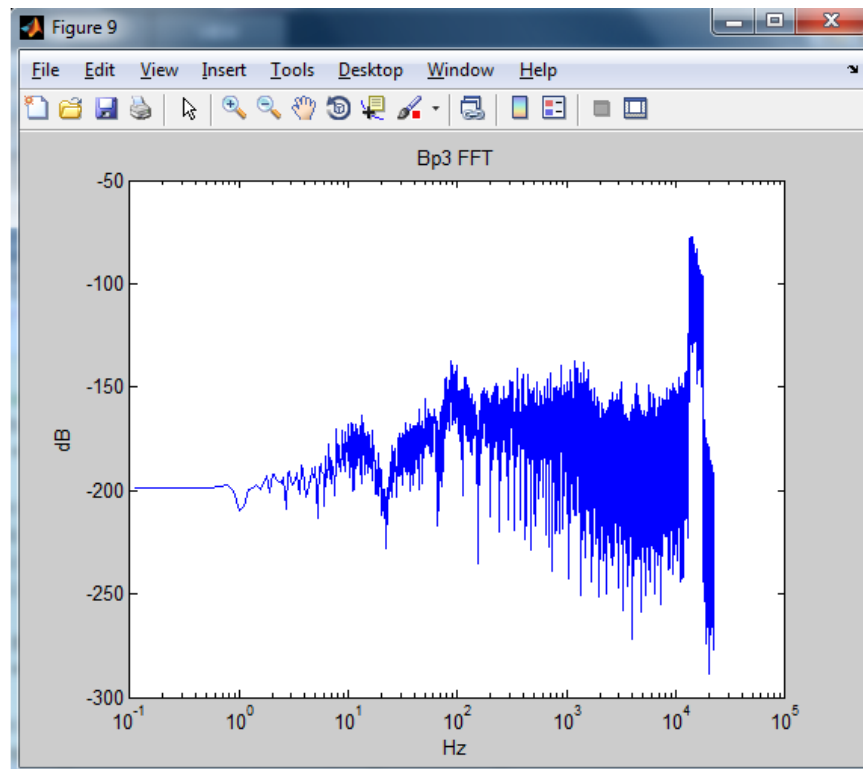 Figure 9
File Edit View Insert Tools Desktop Window Help
Bp3 FFT
-50
-100
-150
-200
-250
-300
dB
10^-1 10^0 10^1 10^2 10^3 10^4 10^5
Hz